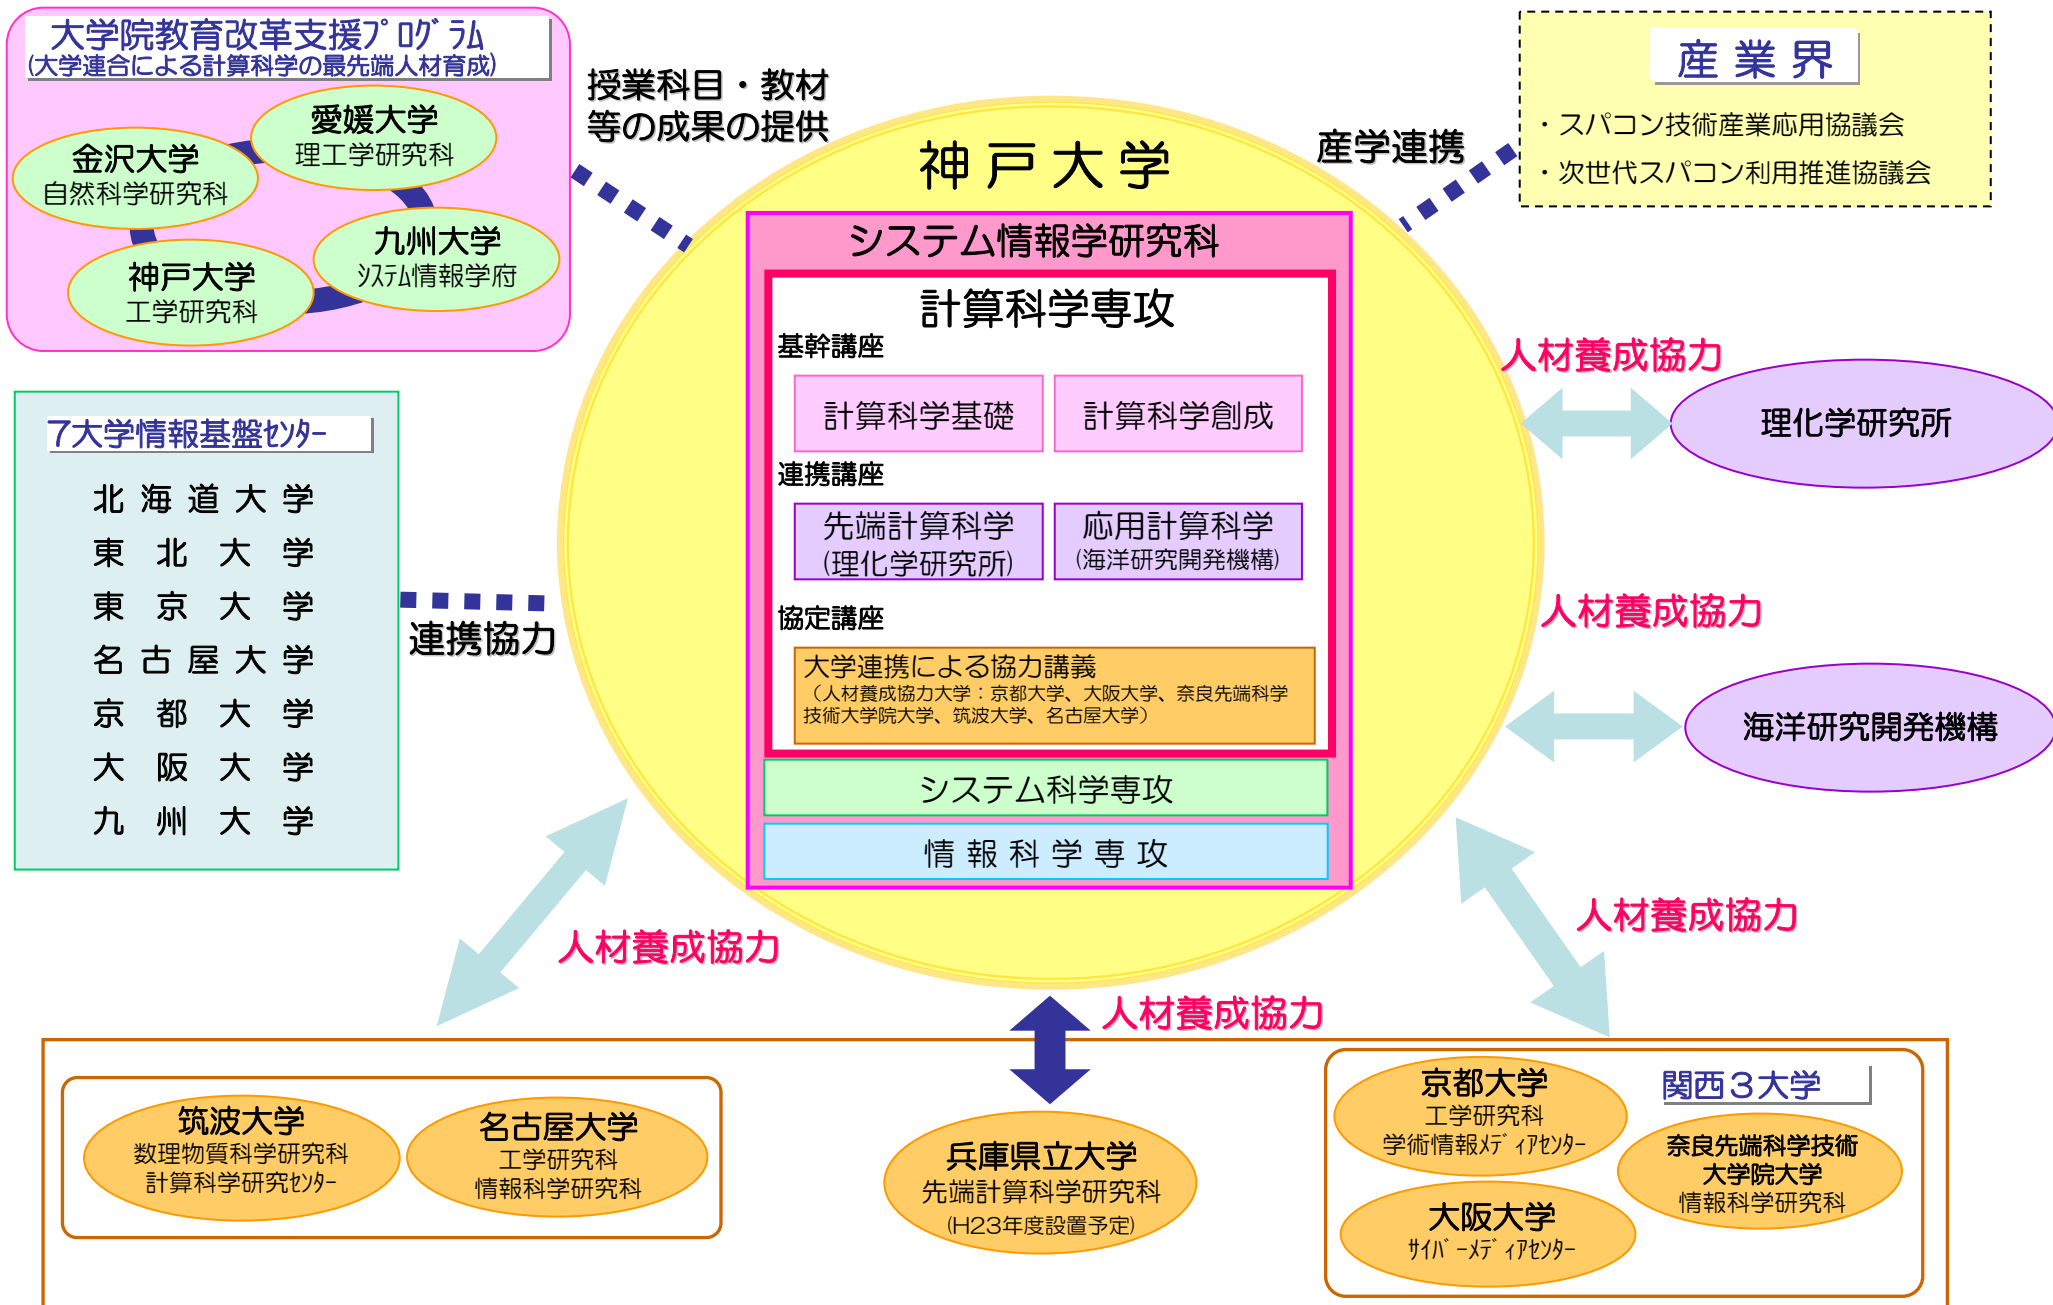 大学院教育改革支援ﾌﾟﾛｸﾞﾗﾑ
(大学連合による計算科学の最先端人材育成)
愛媛大学
理工学研究科
金沢大学
自然科学研究科
九州大学
ｼｽﾃﾑ情報学府
神戸大学
工学研究科
授業科目・教材
等の成果の提供
産学連携
産業界
・スパコン技術産業応用協議会
・次世代スパコン利用推進協議会
7大学情報基盤ｾﾝﾀｰ
北海道大学
東北大学
東京大学
名古屋大学
京都大学
大阪大学
九州大学
連携協力
神戸大学
システム情報学研究科
計算科学専攻
基幹講座
計算科学基礎
計算科学創成
連携講座
先端計算科学
(理化学研究所)
応用計算科学
(海洋研究開発機構)
協定講座
大学連携による協力講義
（人材養成協力大学：京都大学、大阪大学、奈良先端科学
技術大学院大学、筑波大学、名古屋大学）
システム科学専攻
情報科学専攻
人材養成協力
理化学研究所
人材養成協力
海洋研究開発機構
人材養成協力
人材養成協力
人材養成協力
筑波大学
数理物質科学研究科
計算科学研究ｾﾝﾀｰ
名古屋大学
工学研究科
情報科学研究科
兵庫県立大学
先端計算科学研究科
(H23年度設置予定)
関西３大学
京都大学
工学研究科
学術情報ﾒﾃﾞｨｱｾﾝﾀｰ
奈良先端科学技術
大学院大学
情報科学研究科
大阪大学
ｻｲﾊﾞｰﾒﾃﾞｨｱｾﾝﾀｰ